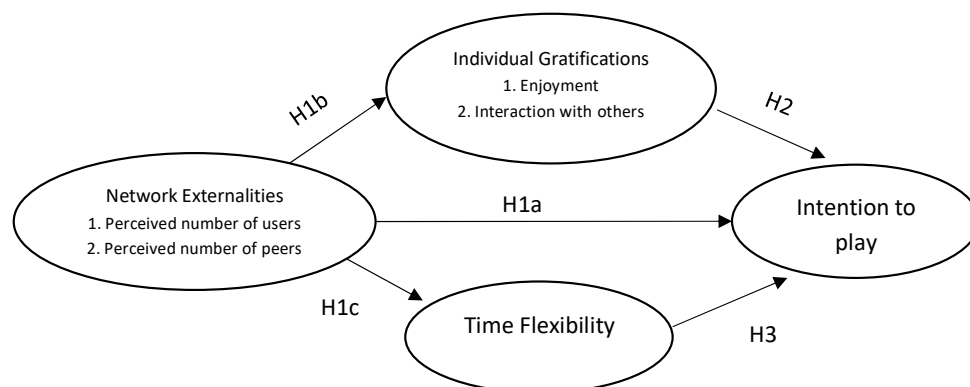 Individual Gratifications
1. Enjoyment
2. Interaction with others
H1b
H2
Network Externalities
1. Perceived number of users
2. Perceived number of peers
H1a
Intention to
play
H1c
Time Flexibility
H3